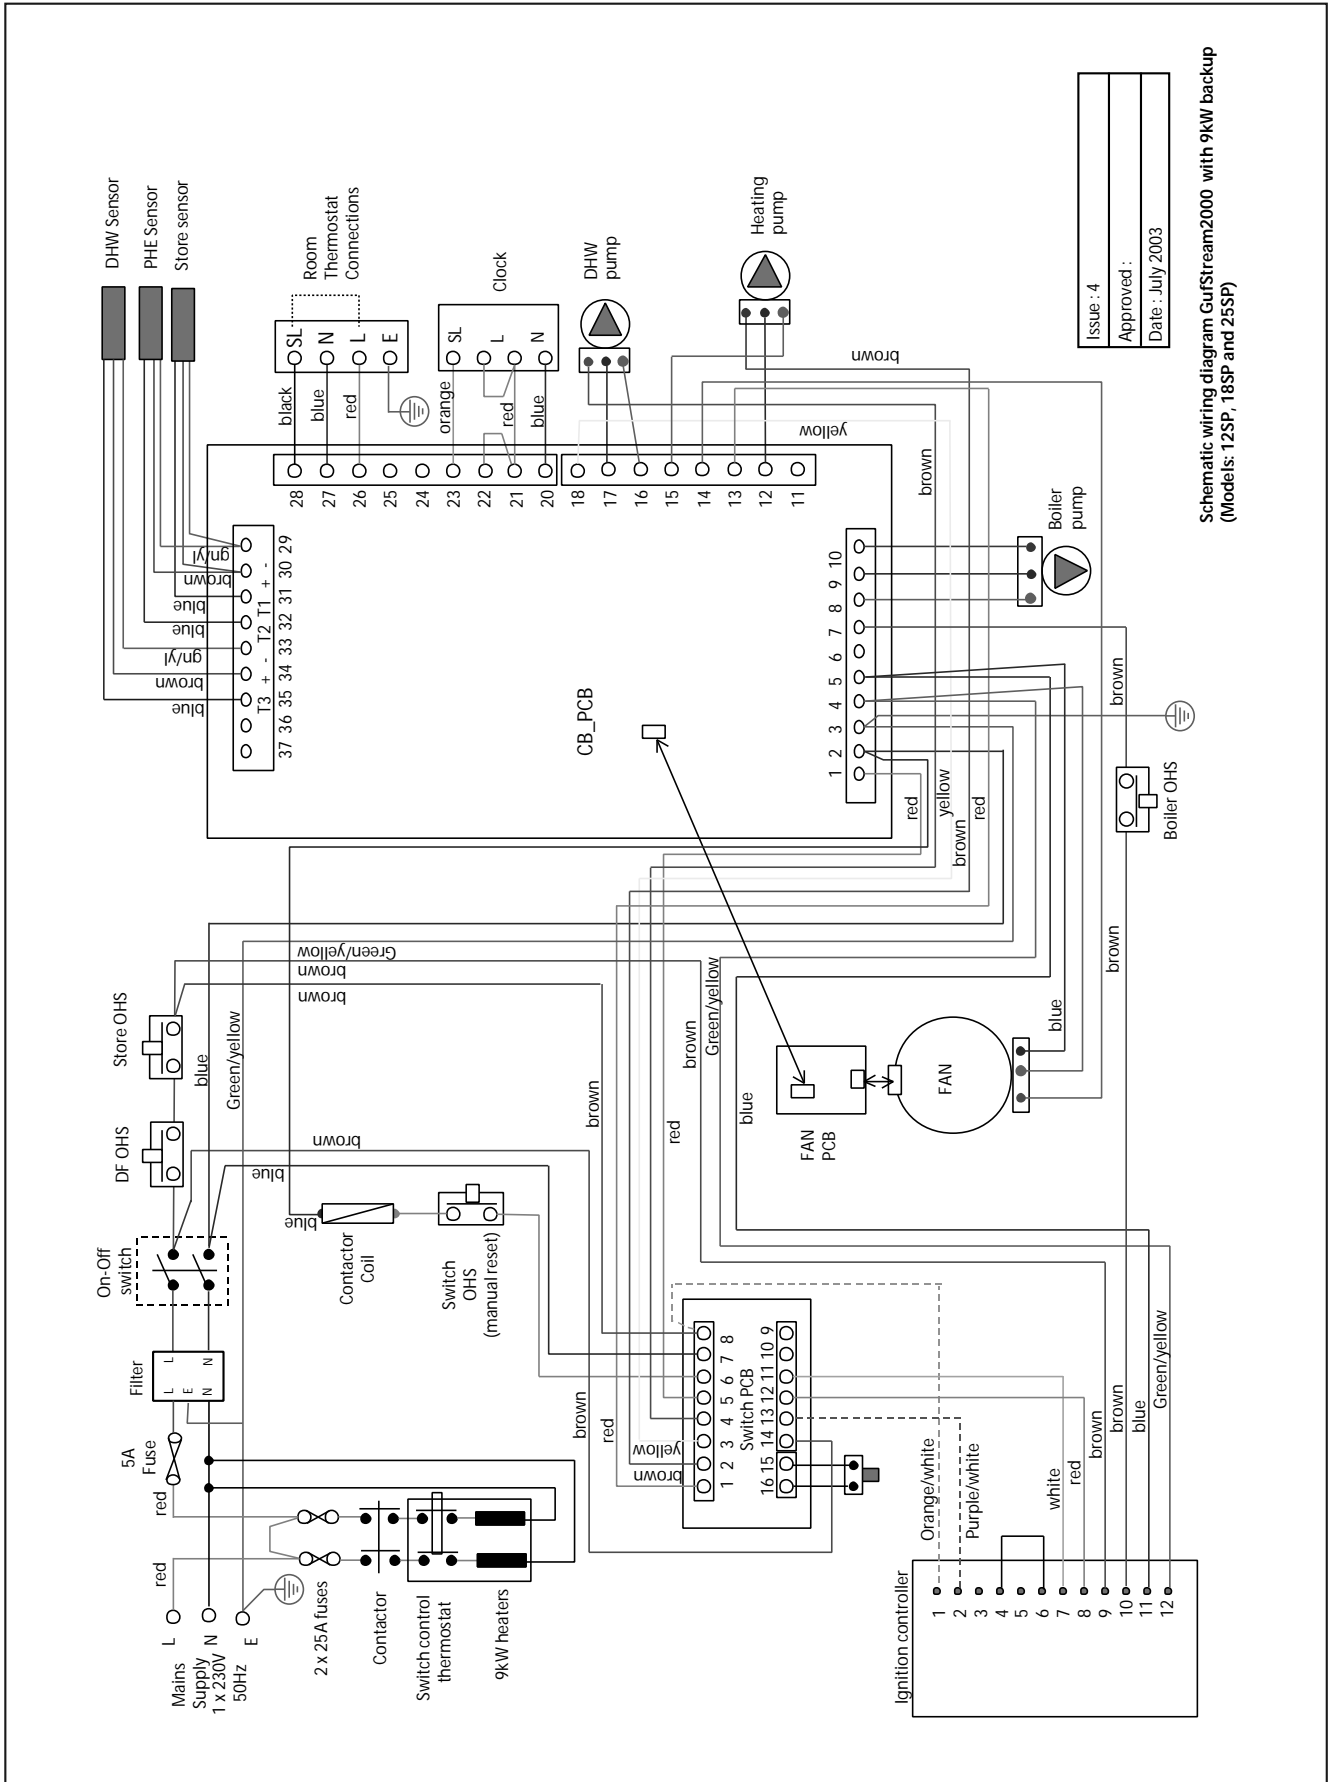 DHW Sensor
PHE Sensor
Store sensor
Room
Thermostat
Connections
Clock
DHW
pump
Heating
pump
Issue : 4
Approved :
Date : July 2003
Schematic wiring diagram GufStream2000 with 9kW backup
(Models: 12SP, 18SP and 25SP)
SL
N
L
E
SL
L
N
black
blue
red
orange
red
blue
28
27
26
25
24
23
22
21
20
18
17
16
15
14
13
12
11
yellow
brown
brown
gn/yl
brown
blue
blue
gn/yl
brown
blue
T1 + -
T2
T3 + -
29
30
31
32
33
34
35
36
37
CB_PCB
1
2
3
4
5
6
7
8
9
10
Boiler
pump
red
yellow
brown
red
brown
Boiler OHS
brown
Store OHS
DF OHS
On-Off
switch
Filter
L
E
N
L
N
5A
Fuse
red
red
L
N
E
Mains
Supply
1 x 230V
50Hz
blue
Green/yellow
Green/yellow
brown
brown
brown
blue
blue
Contactor
Coil
Switch
OHS
(manual reset)
brown
red
brown
Green/yellow
blue
FAN
PCB
FAN
blue
2 x 25A fuses
Contactor
Switch control
thermostat
9kW heaters
brown
red
yellow
brown
1
2
3
4
5
6
7
8
Switch PCB
16 15 14 13 12 11 10 9
Orange/white
Purple/white
white
red
brown
brown
blue
Green/yellow
Ignition controller
1
2
3
4
5
6
7
8
9
10
11
12